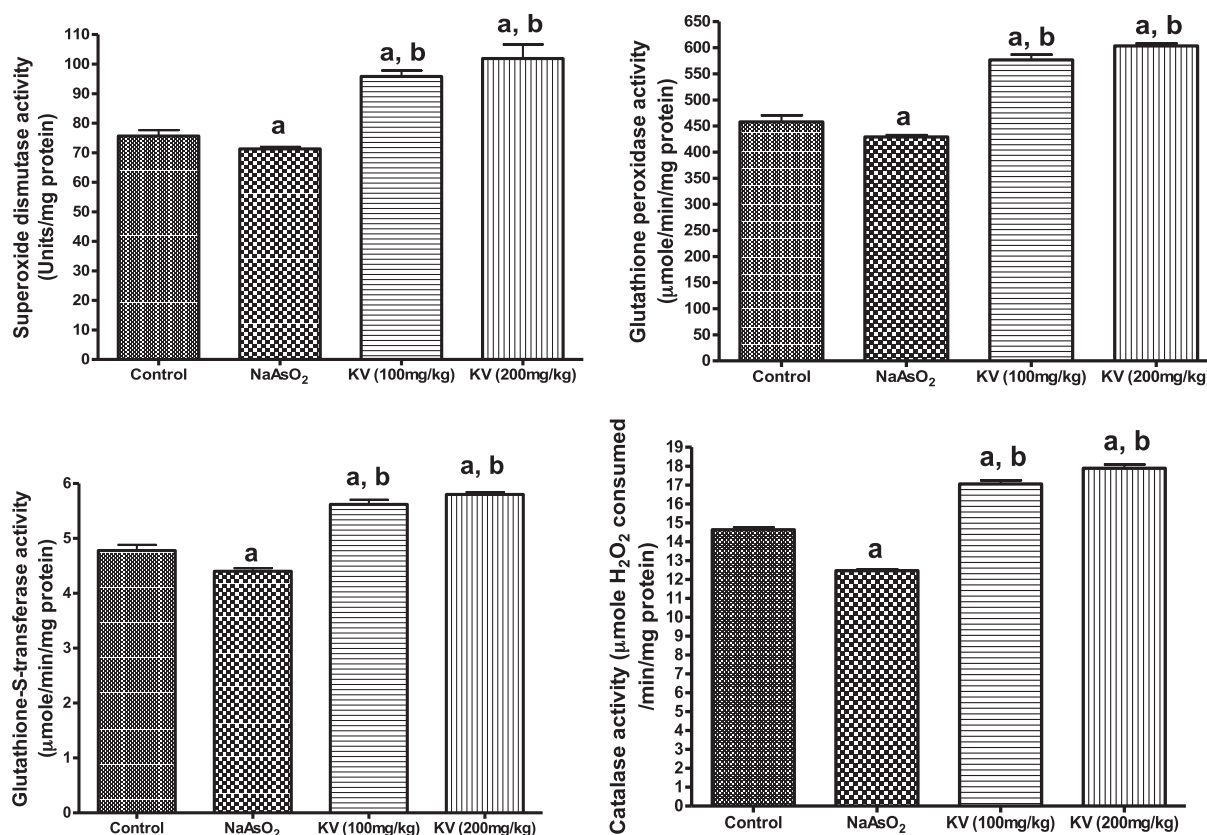 Superoxide dismutase activity
(Units/mg protein)
110
100
90
80
70
60
50
40
30
20
10
0
a
a, b
a, b
Control
NaAsO₂
KV (100mg/kg)
KV (200mg/kg)
Glutathione peroxidase activity
(μmole/min/mg protein)
650
600
550
500
450
400
350
300
250
200
150
100
50
0
a
a, b
a, b
Control
NaAsO₂
KV (100mg/kg)
KV (200mg/kg)
Glutathione-S-transferase activity
(μmole/min/mg protein)
6
5
4
3
2
1
0
a
a, b
a, b
Control
NaAsO₂
KV (100mg/kg)
KV (200mg/kg)
Catalase activity (μmole H₂O₂ consumed
/min/mg protein)
19
18
17
16
15
14
13
12
11
10
9
8
7
6
5
4
3
2
1
0
a
a, b
a, b
Control
NaAsO₂
KV (100mg/kg)
KV (200mg/kg)